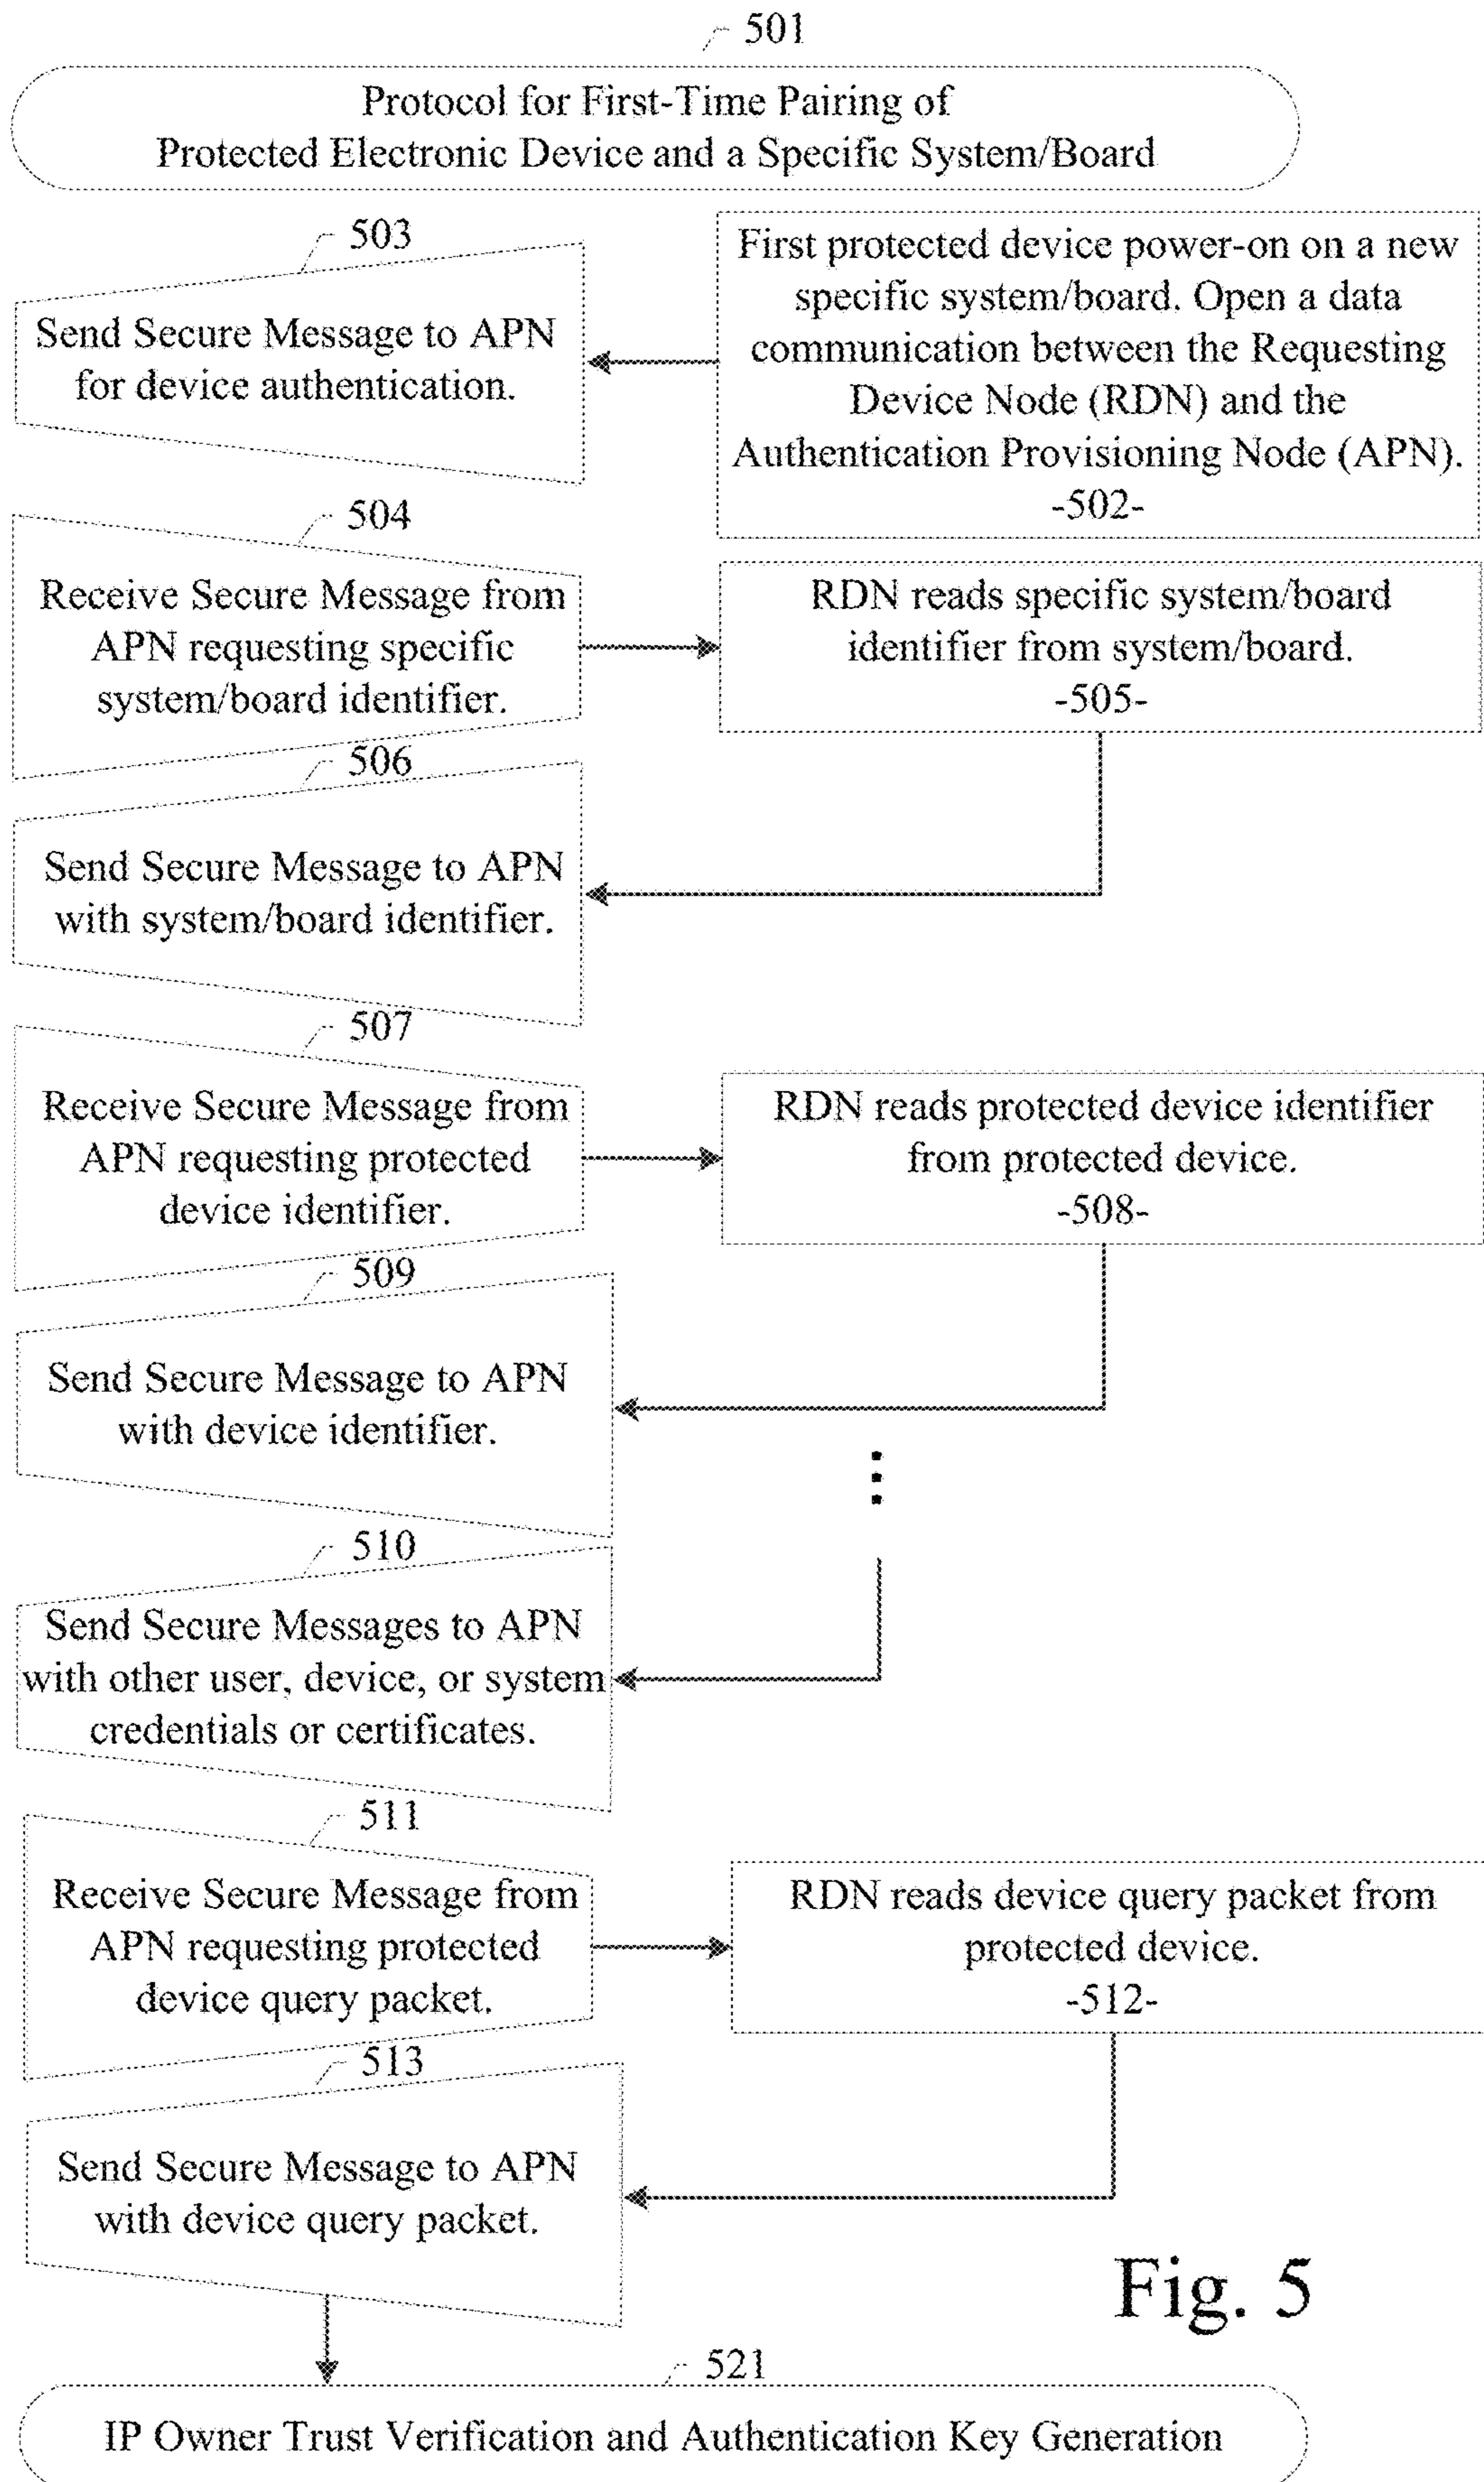 501
Protocol for First-Time Pairing of
Protected Electronic Device and a Specific System/Board
503
Send Secure Message to APN
for device authentication.
First protected device power-on on a new
specific system/board. Open a data
communication between the Requesting
Device Node (RDN) and the
Authentication Provisioning Node (APN).
-502-
504
Receive Secure Message from
APN requesting specific
system/board identifier.
RDN reads specific system/board
identifier from system/board.
-505-
506
Send Secure Message to APN
with system/board identifier.
507
Receive Secure Message from
APN requesting protected
device identifier.
RDN reads protected device identifier
from protected device.
-508-
509
Send Secure Message to APN
with device identifier.
510
Send Secure Messages to APN
with other user, device, or system
credentials or certificates.
511
Receive Secure Message from
APN requesting protected
device query packet.
RDN reads device query packet from
protected device.
-512-
513
Send Secure Message to APN
with device query packet.
Fig. 5
521
IP Owner Trust Verification and Authentication Key Generation